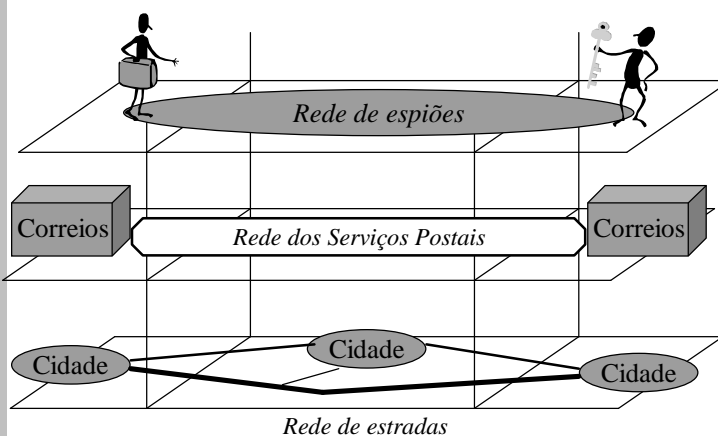 Rede de espiões
Correios
Rede dos Serviços Postais
Correios
Cidade
Cidade
Cidade
Rede de estradas